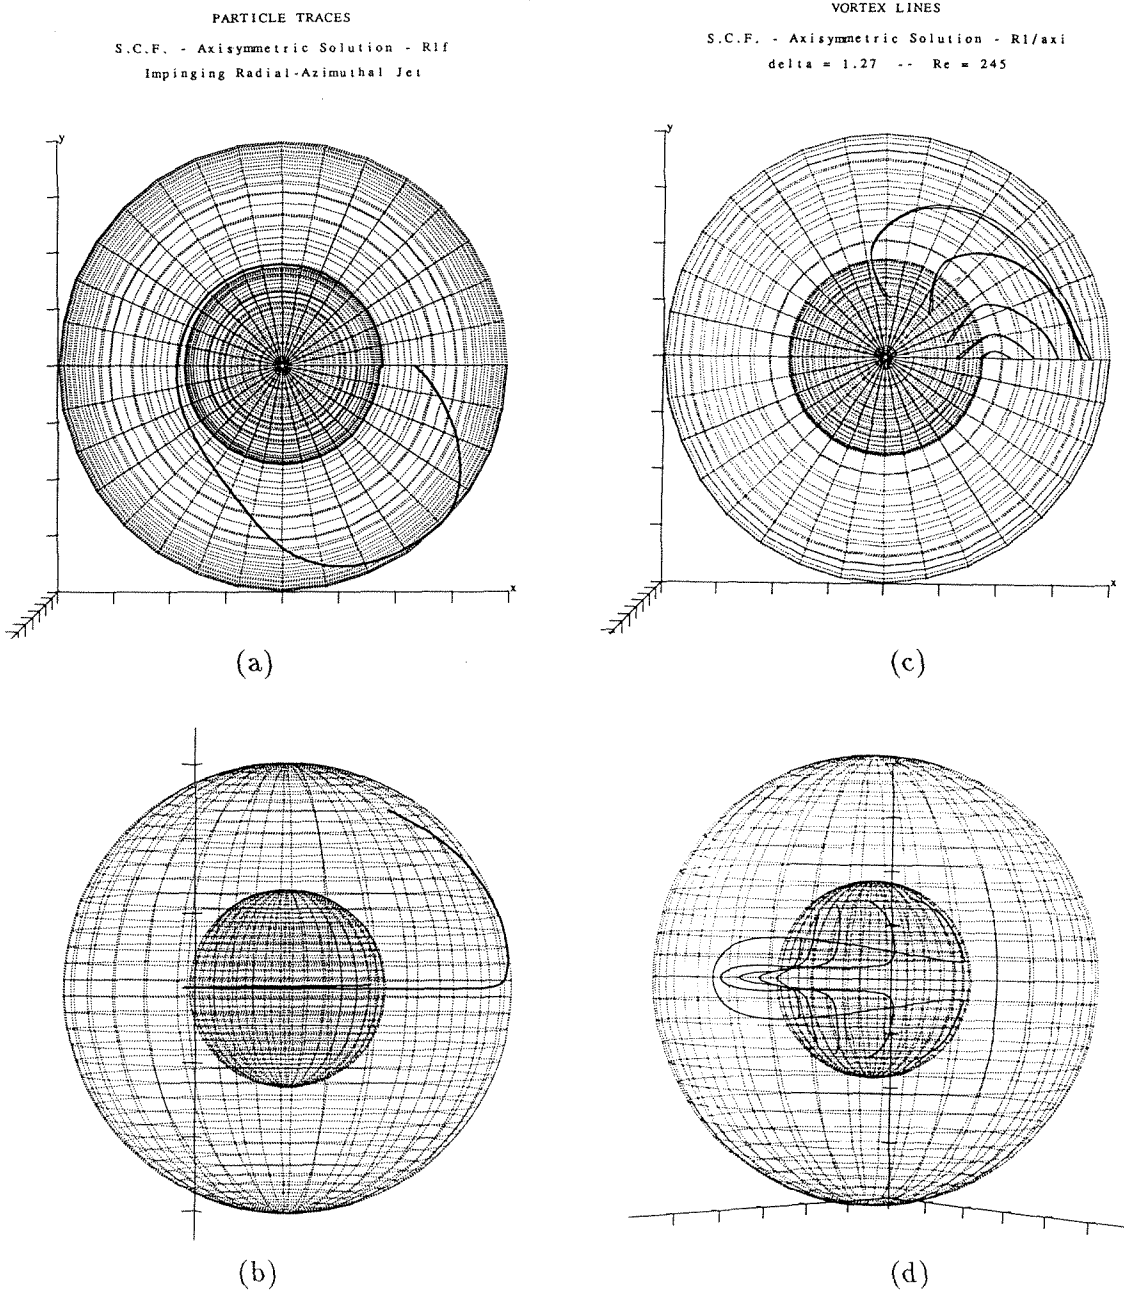 PARTICLE TRACES
S.C.F. - Axisymmetric Solution - R1f
Impinging Radial-Azimuthal Jet
VORTEX LINES
S.C.F. - Axisymmetric Solution - R1/axi
delta = 1.27 -- Re = 245
y
x
(a)
y
x
(c)
(b)
(d)